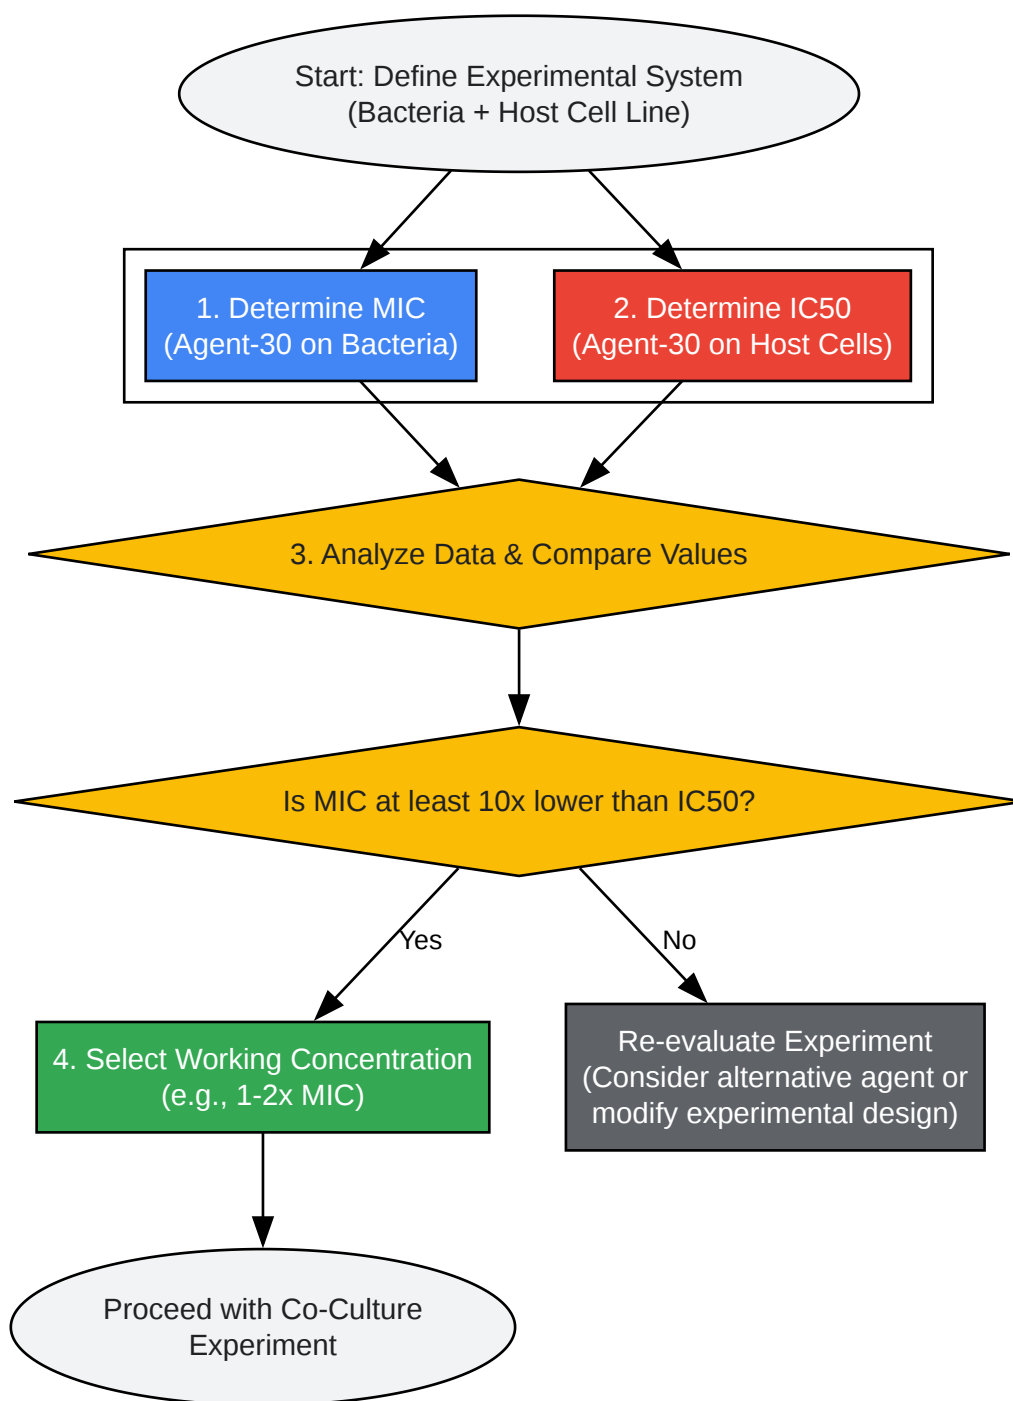 Start: Define Experimental System
(Bacteria + Host Cell Line)
1. Determine MIC
(Agent-30 on Bacteria)
2. Determine IC50
(Agent-30 on Host Cells)
3. Analyze Data & Compare Values
Is MIC at least 10x lower than IC50?
Yes
No
4. Select Working Concentration
(e.g., 1-2x MIC)
Re-evaluate Experiment
(Consider alternative agent or
modify experimental design)
Proceed with Co-Culture
Experiment